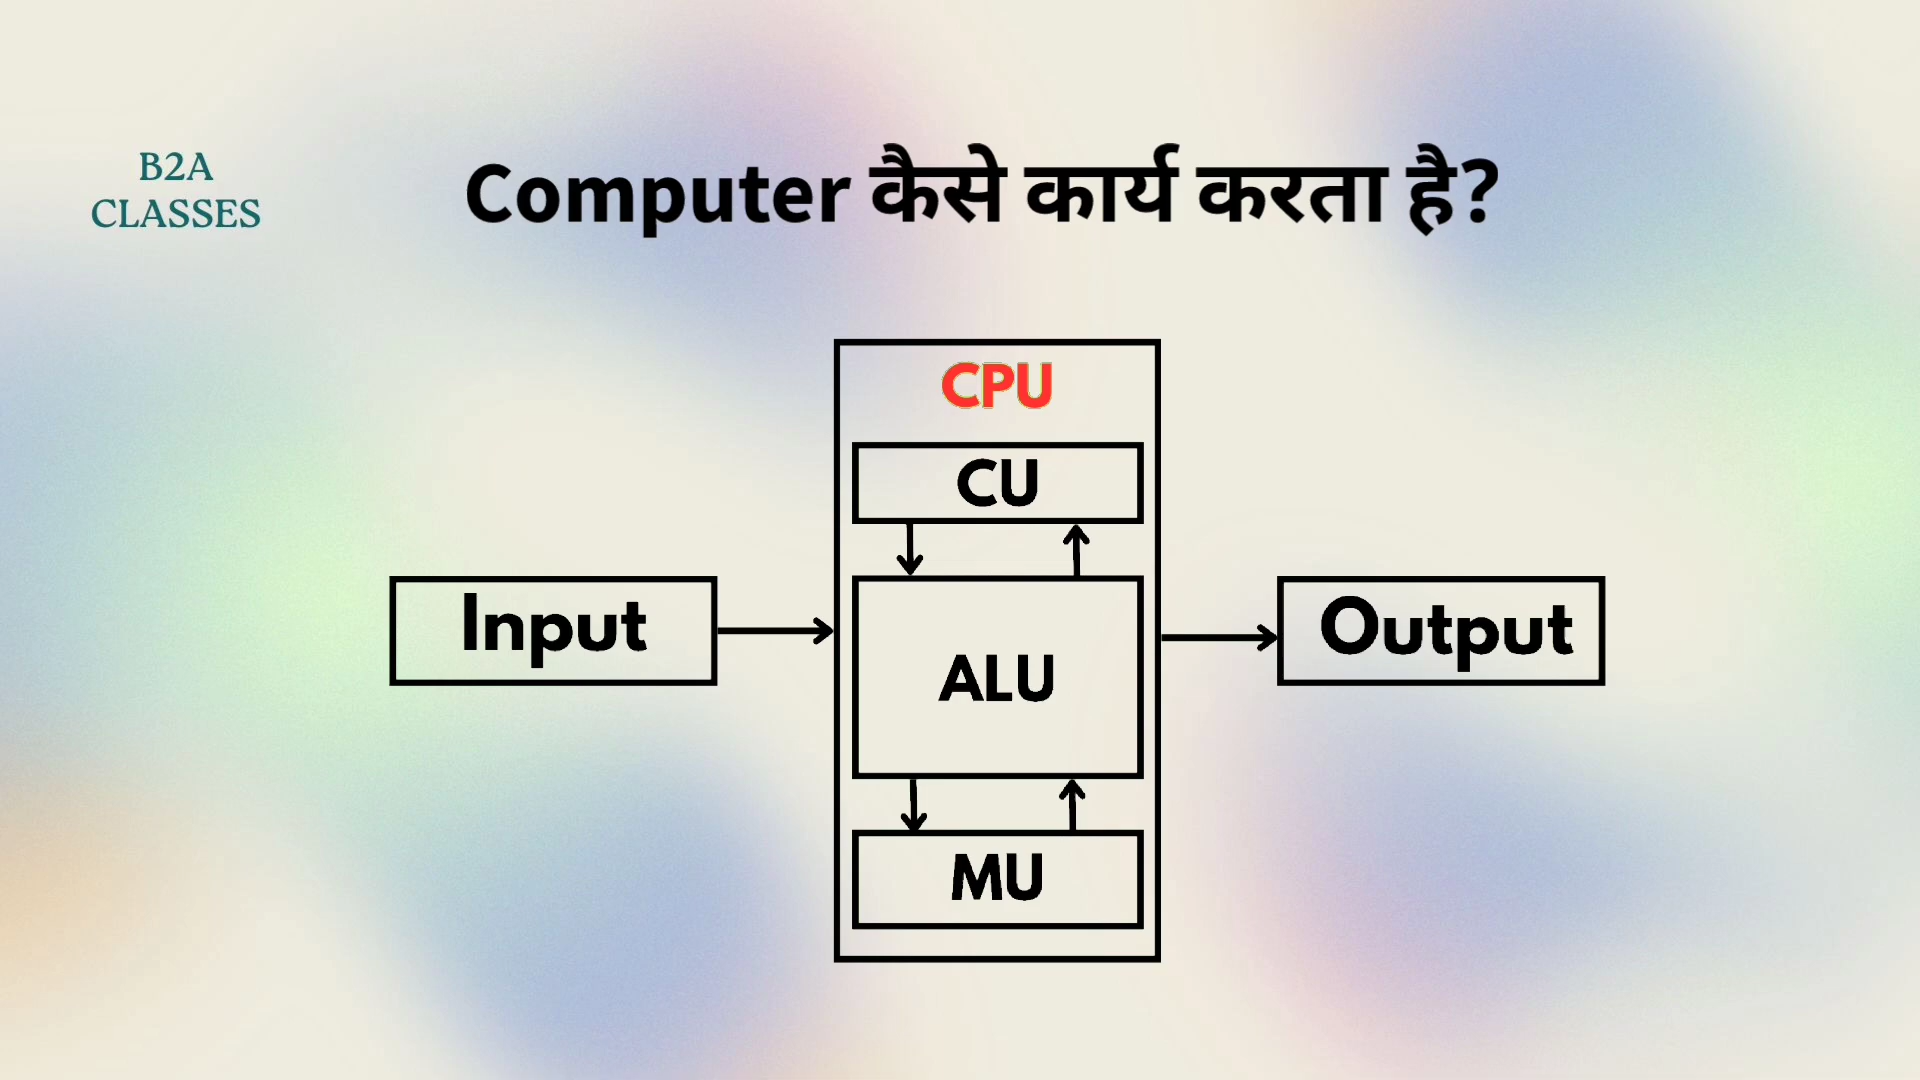 B2A
CLASSES
Computer कैसे कार्य करता है?
CPU
CU
Input
ALU
Output
MU